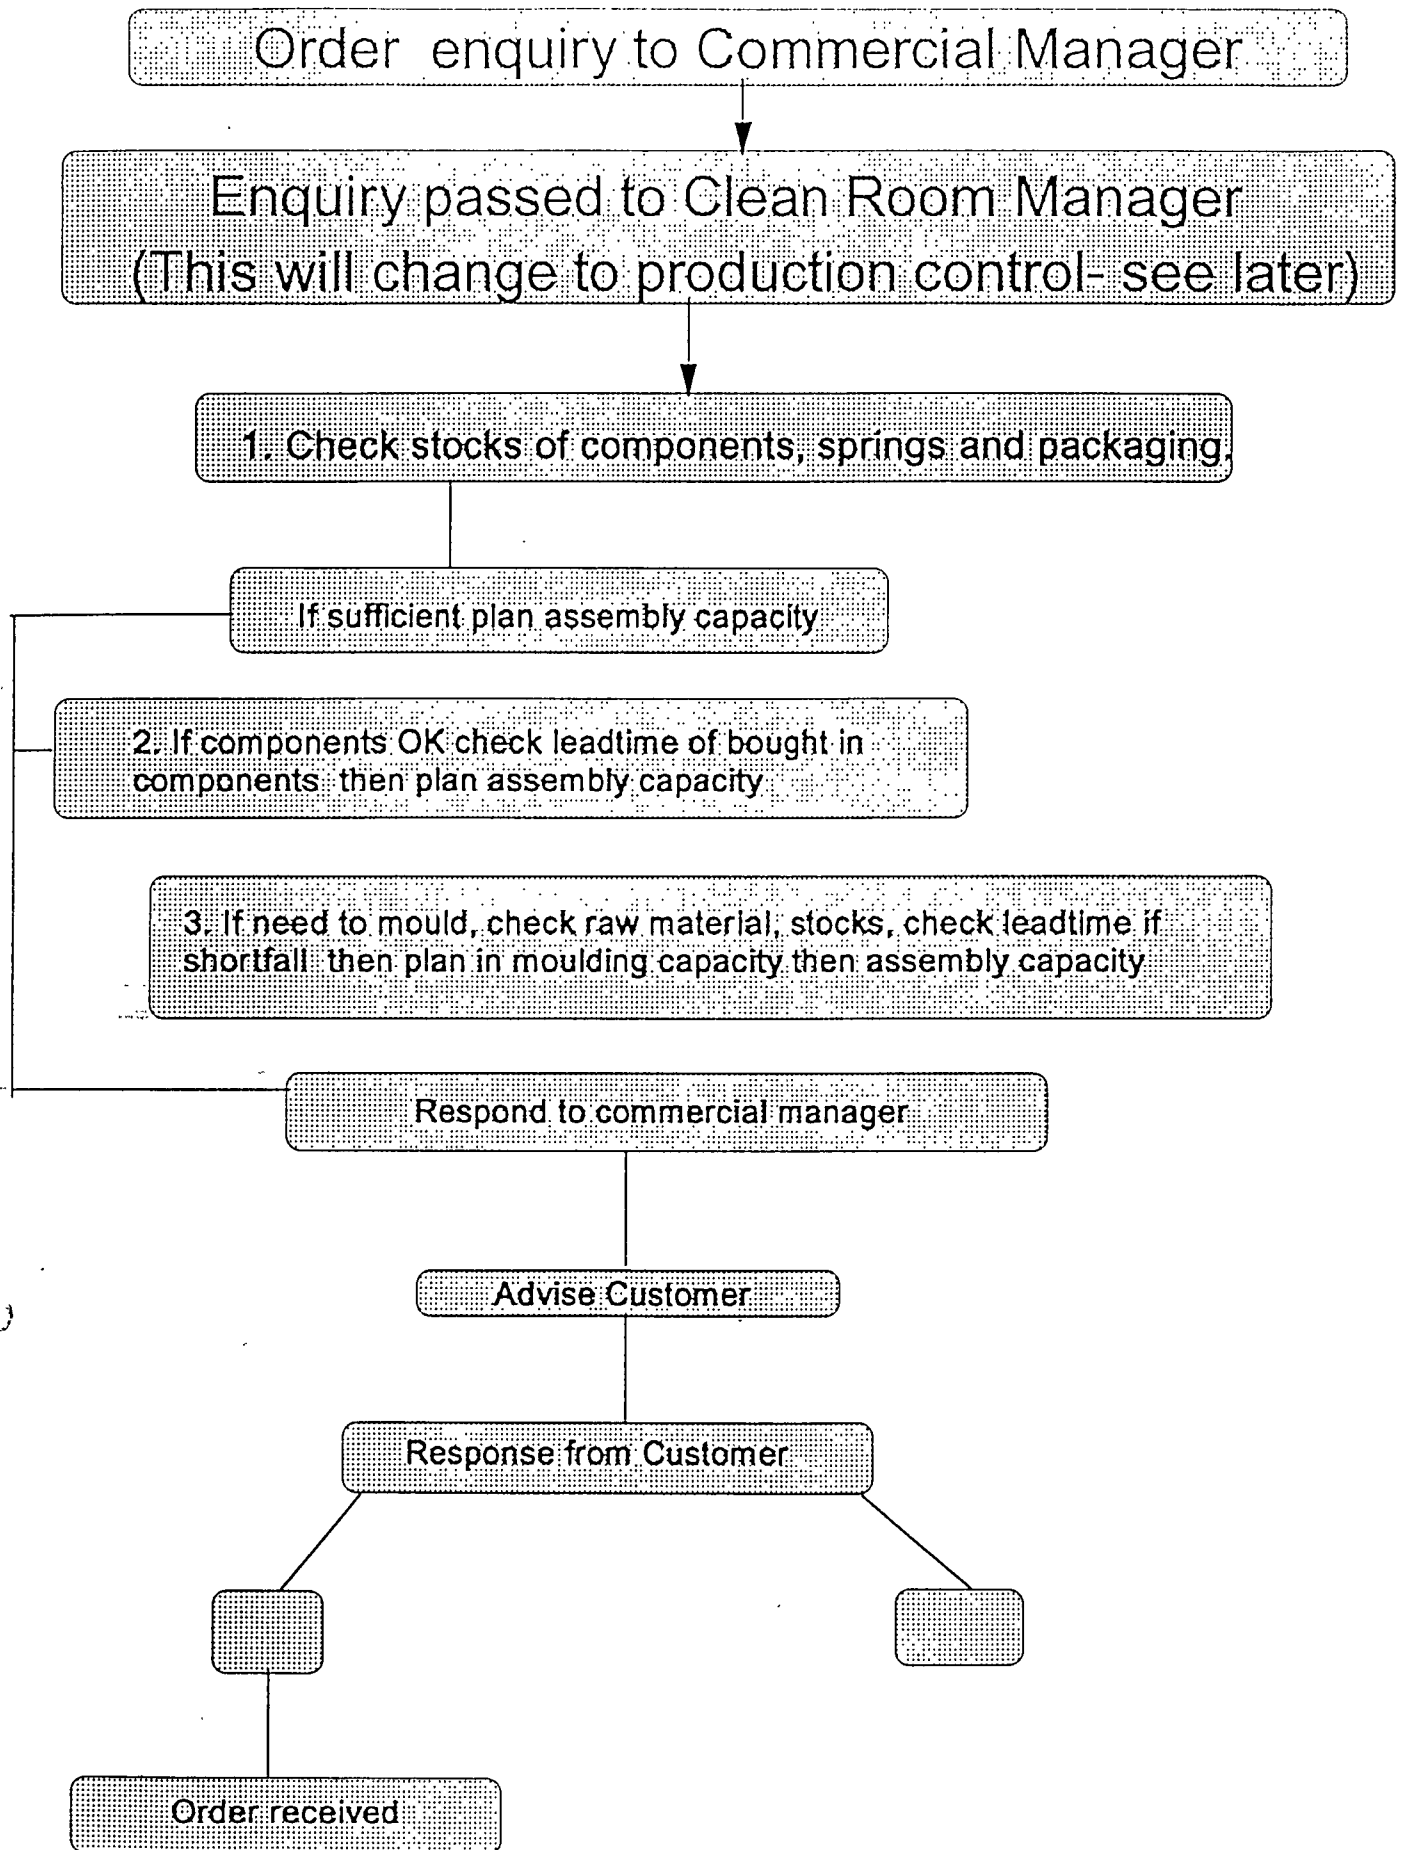 Order enquiry to Commercial Manager
Enquiry passed to Clean Room Manager
(This will change to production control- see later)
1. Check stocks of components, springs and packaging.
If sufficient plan assembly capacity
2. If components OK check leadtime of bought in
components then plan assembly capacity
3. If need to mould, check raw material, stocks, check leadtime if
shortfall then plan in moulding capacity then assembly capacity
Respond to commercial manager
Advise Customer
Response from Customer
Order received